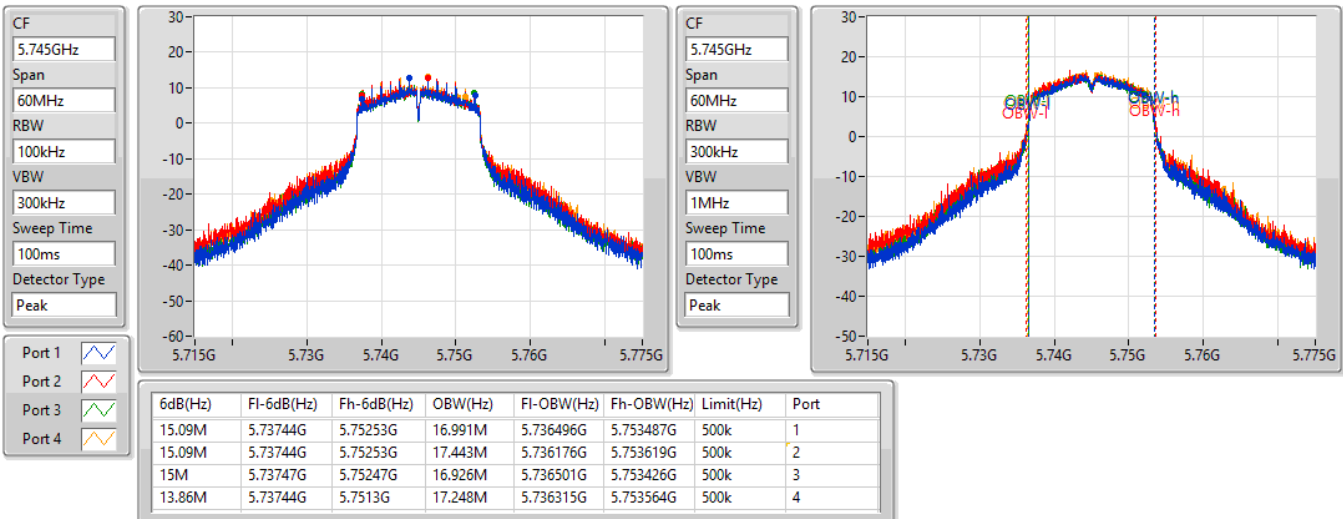 CF
5.745GHz
Span
60MHz
RBW
100kHz
VBW
300kHz
Sweep Time
100ms
Detector Type
Peak
30
20
10
0
-10
-20
-30
-40
-50
-60
5.715G 5.73G 5.74G 5.75G 5.76G 5.775G
CF
5.745GHz
Span
60MHz
RBW
300kHz
VBW
1MHz
Sweep Time
100ms
Detector Type
Peak
30
20
10
0
-10
-20
-30
-40
-50
OBW-l OBW-h
OBW-l OBW-h
5.715G 5.73G 5.74G 5.75G 5.76G 5.775G
Port 1
Port 2
Port 3
Port 4
6dB(Hz) Fl-6dB(Hz) Fh-6dB(Hz) OBW(Hz) Fl-OBW(Hz) Fh-OBW(Hz) Limit(Hz) Port
15.09M 5.73744G 5.75253G 16.991M 5.736496G 5.753487G 500k 1
15.09M 5.73744G 5.75253G 17.443M 5.736176G 5.753619G 500k 2
15M 5.73747G 5.75247G 16.926M 5.736501G 5.753426G 500k 3
13.86M 5.73744G 5.7513G 17.248M 5.736315G 5.753564G 500k 4